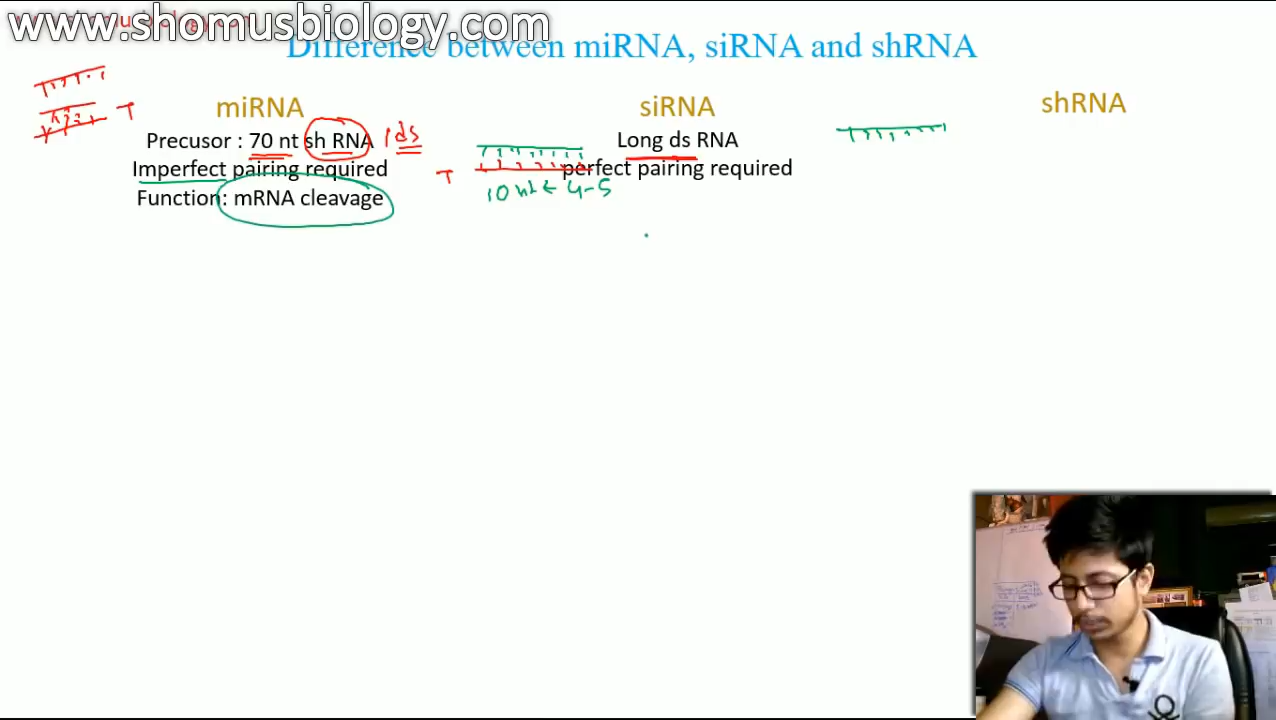 www.shomusbiology.com
Difference between miRNA, siRNA and shRNA
miRNA
Precusor : 70 nt sh RNA
ds
Imperfect pairing required
Function: mRNA cleavage
T
T
10 nt ← 4-5
siRNA
Long ds RNA
perfect pairing required
shRNA